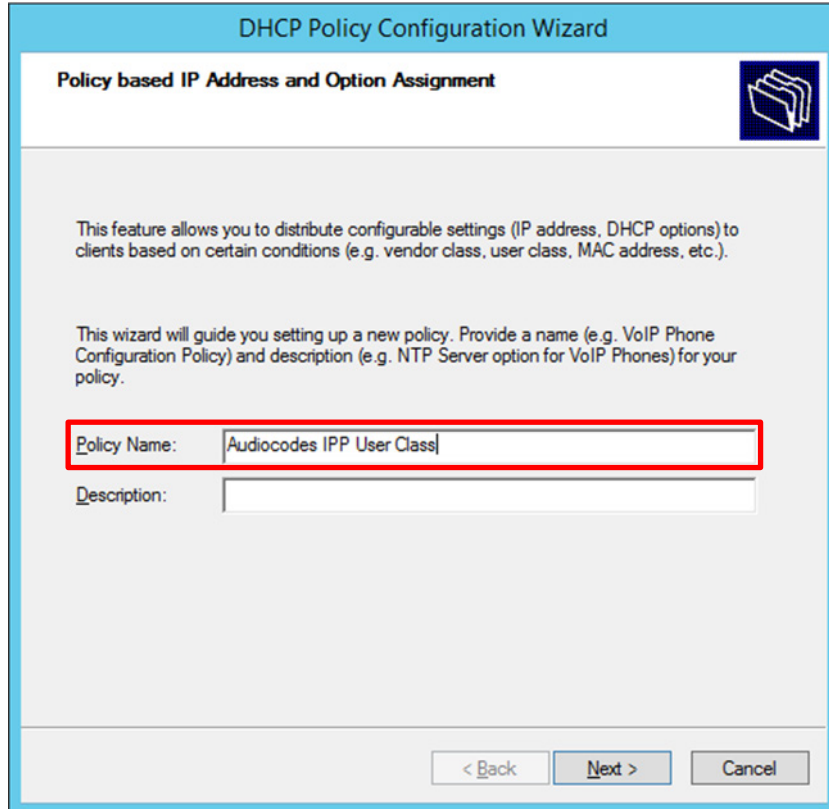 DHCP Policy Configuration Wizard
Policy based IP Address and Option Assignment
This feature allows you to distribute configurable settings (IP address, DHCP options) to
clients based on certain conditions (e.g. vendor class, user class, MAC address, etc.).
This wizard will guide you setting up a new policy. Provide a name (e.g. VoIP Phone
Configuration Policy) and description (e.g. NTP Server option for VoIP Phones) for your
policy.
Policy Name: Audiocodes IPP User Class
Description:
< Back Next > Cancel